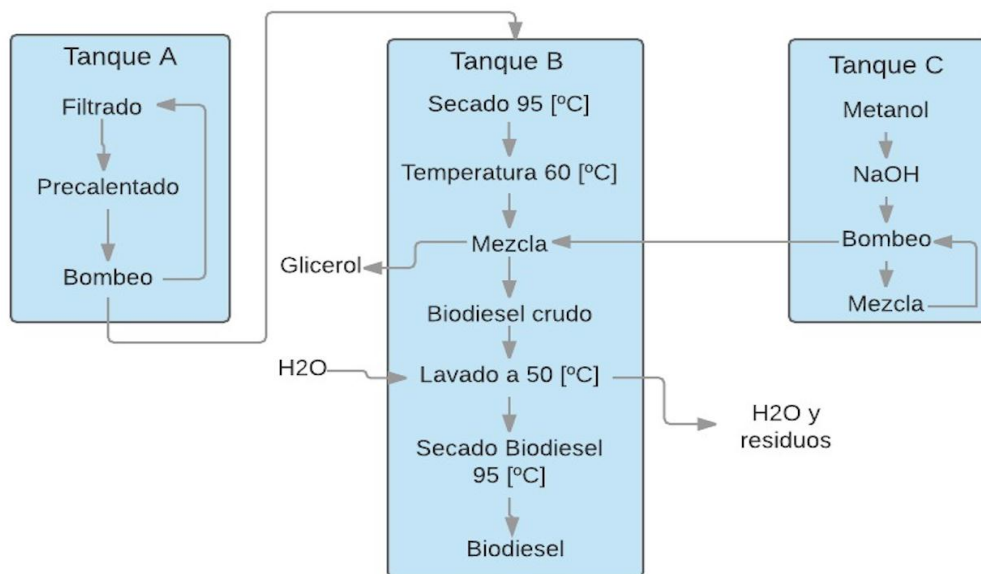 Tanque A
Filtrado
Precalentado
Bombeo
Tanque B
Secado 95 [ºC]
Temperatura 60 [ºC]
Mezcla
Glicerol
Biodiesel crudo
H2O
Lavado a 50 [ºC]
H2O y
residuos
Secado Biodiesel
95 [ºC]
Biodiesel
Tanque C
Metanol
NaOH
Bombeo
Mezcla